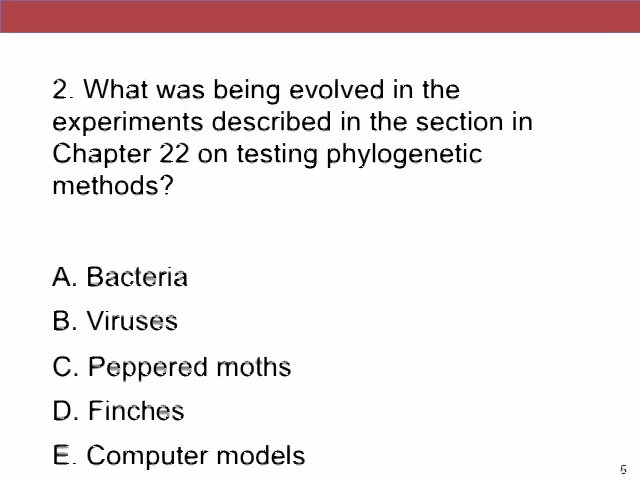 2. What was being evolved in the
experiments described in the section in
Chapter 22 on testing phylogenetic
methods?
A. Bacteria
B. Viruses
C. Peppered moths
D. Finches
E. Computer models
6